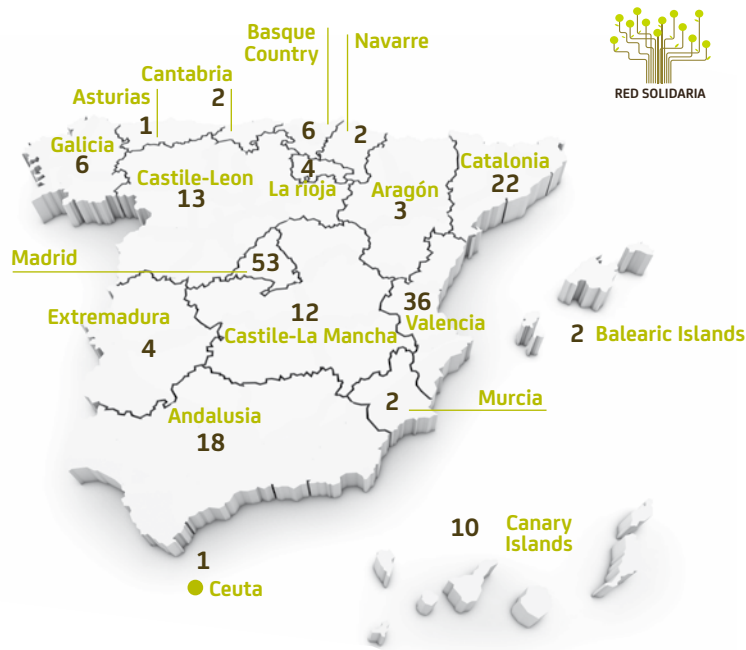 Basque
Country
Navarre
Cantabria
2
Asturias
1
RED SOLIDARIA
Galicia
6
6
2
Castile-Leon
13
4
La rioja
Aragón
3
Catalonia
22
Madrid
53
Extremadura
4
12
Castile-La Mancha
36
Valencia
2 Balearic Islands
2
Murcia
Andalusia
18
10
Canary
Islands
1
Ceuta